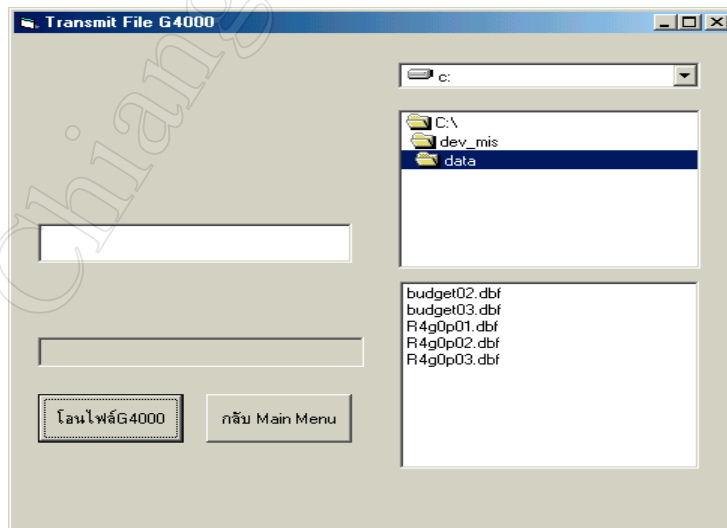 Transmit File G4000
c:
C:\
dev_mis
data
budget02.dbf
budget03.dbf
R4g0p01.dbf
R4g0p02.dbf
R4g0p03.dbf
โอนไฟล์G4000
กลับ Main Menu
Chiang